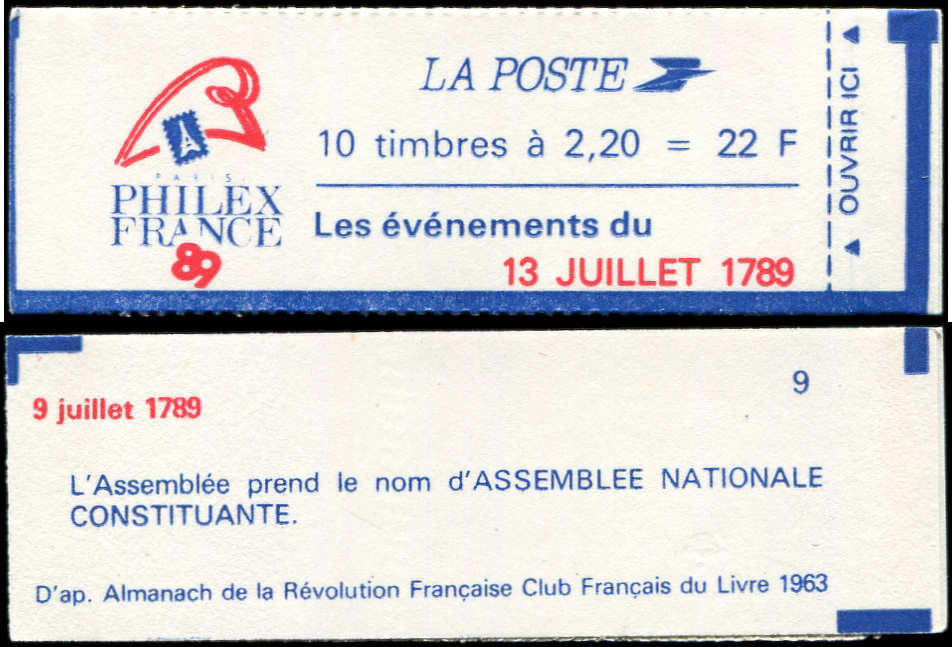 LA POSTE
10 timbres à 2,20 = 22 F
PARIS
PHILEX
FRANCE
89
Les événements du
13 JUILLET 1789
OUVRIR ICI
9
9 juillet 1789
L'Assemblée prend le nom d'ASSEMBLEE NATIONALE
CONSTITUANTE.
D'ap. Almanach de la Révolution Française Club Français du Livre 1963